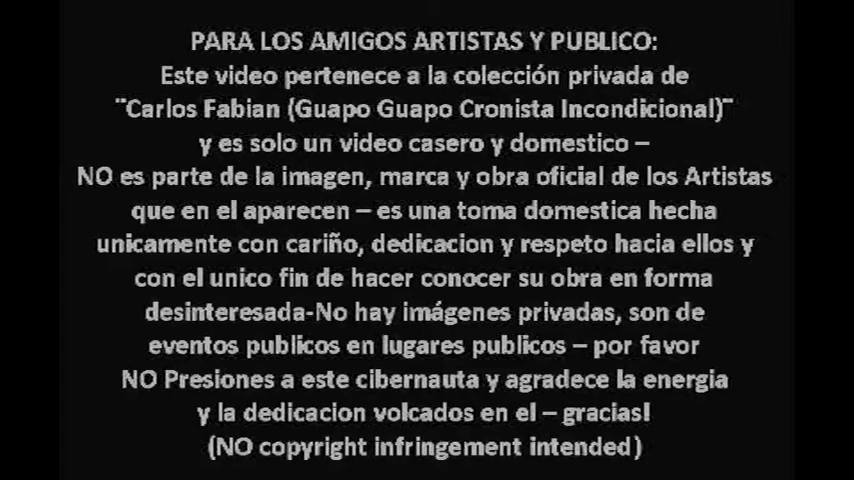 PARA LOS AMIGOS ARTISTAS Y PUBLICO:
Este video pertenece a la colección privada de
¨Carlos Fabian (Guapo Guapo Cronista Incondicional)¨
y es solo un video casero y domestico –
NO es parte de la imagen, marca y obra oficial de los Artistas
que en el aparecen – es una toma domestica hecha
unicamente con cariño, dedicacion y respeto hacia ellos y
con el unico fin de hacer conocer su obra en forma
desinteresada-No hay imágenes privadas, son de
eventos publicos en lugares publicos – por favor
NO Presiones a este cibernauta y agradece la energia
y la dedicacion volcados en el – gracias!
(NO copyright infringement intended)